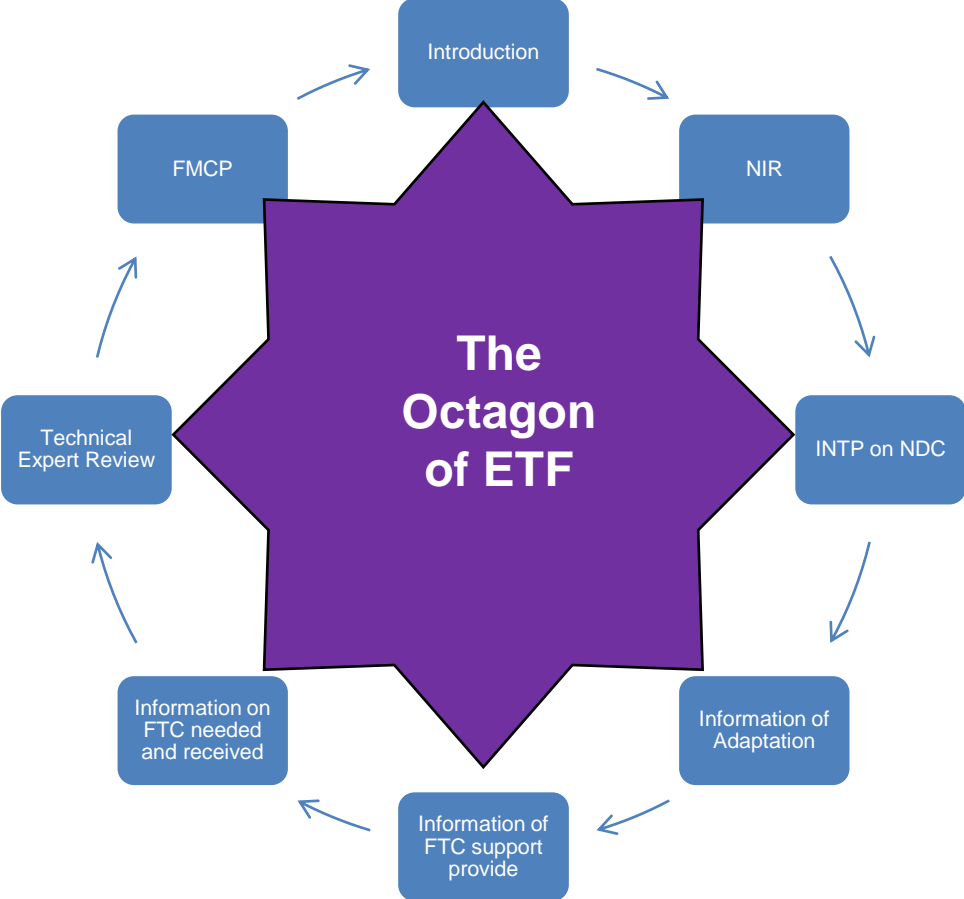 Introduction
NIR
INTP on NDC
Information of
Adaptation
Information of
FTC support
provide
Information on
FTC needed
and received
Technical
Expert Review
FMCP
The
Octagon
of ETF